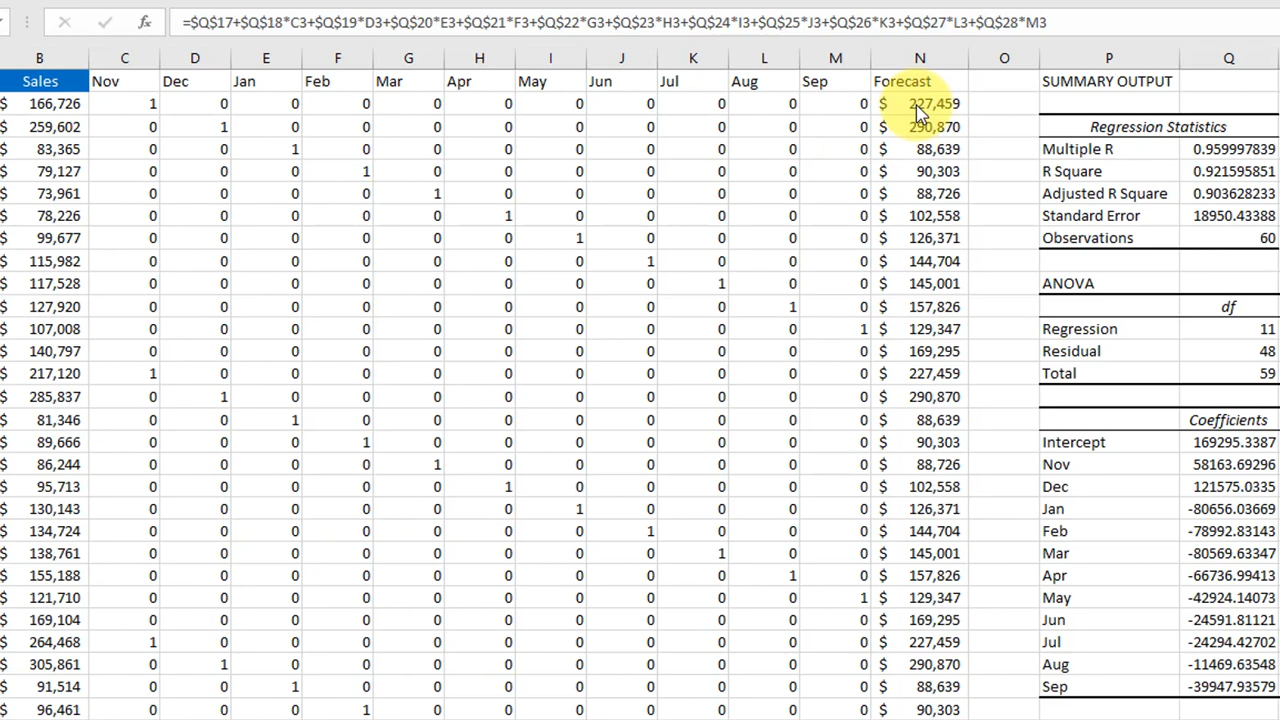 =$Q$17+$Q$18*C3+$Q$19*D3+$Q$20*E3+$Q$21*F3+$Q$22*G3+$Q$23*H3+$Q$24*I3+$Q$25*J3+$Q$26*K3+$Q$27*L3+$Q$28*M3
B C D E F G H I J K L M N O P Q
Sales Nov Dec Jan Feb Mar Apr May Jun Jul Aug Sep Forecast SUMMARY OUTPUT
$ 166,726 1 0 0 0 0 0 0 0 0 0 0 $ 227,459
$ 259,602 0 1 0 0 0 0 0 0 0 0 0 $ 290,870 Regression Statistics
$ 83,365 0 0 1 0 0 0 0 0 0 0 0 $ 88,639 Multiple R 0.959997839
$ 79,127 0 0 0 1 0 0 0 0 0 0 0 $ 90,303 R Square 0.921595851
$ 73,961 0 0 0 0 1 0 0 0 0 0 0 $ 88,726 Adjusted R Square 0.903628233
$ 78,226 0 0 0 0 0 1 0 0 0 0 0 $ 102,558 Standard Error 18950.43388
$ 99,677 0 0 0 0 0 0 1 0 0 0 0 $ 126,371 Observations 60
$ 115,982 0 0 0 0 0 0 0 1 0 0 0 $ 144,704
$ 117,528 0 0 0 0 0 0 0 0 1 0 0 $ 145,001 ANOVA
$ 127,920 0 0 0 0 0 0 0 0 0 1 0 $ 157,826 df
$ 107,008 0 0 0 0 0 0 0 0 0 0 1 $ 129,347 Regression 11
$ 140,797 0 0 0 0 0 0 0 0 0 0 0 $ 169,295 Residual 48
$ 217,120 1 0 0 0 0 0 0 0 0 0 0 $ 227,459 Total 59
$ 285,837 0 1 0 0 0 0 0 0 0 0 0 $ 290,870
$ 81,346 0 0 1 0 0 0 0 0 0 0 0 $ 88,639 Coefficients
$ 89,666 0 0 0 1 0 0 0 0 0 0 0 $ 90,303 Intercept 169295.3387
$ 86,244 0 0 0 0 1 0 0 0 0 0 0 $ 88,726 Nov 58163.69296
$ 95,713 0 0 0 0 0 1 0 0 0 0 0 $ 102,558 Dec 121575.0335
$ 130,143 0 0 0 0 0 0 1 0 0 0 0 $ 126,371 Jan -80656.03669
$ 134,724 0 0 0 0 0 0 0 1 0 0 0 $ 144,704 Feb -78992.83143
$ 138,761 0 0 0 0 0 0 0 0 1 0 0 $ 145,001 Mar -80569.63347
$ 155,188 0 0 0 0 0 0 0 0 0 1 0 $ 157,826 Apr -66736.99413
$ 121,710 0 0 0 0 0 0 0 0 0 0 1 $ 129,347 May -42924.14073
$ 169,104 0 0 0 0 0 0 0 0 0 0 0 $ 169,295 Jun -24591.81121
$ 264,468 1 0 0 0 0 0 0 0 0 0 0 $ 227,459 Jul -24294.42702
$ 305,861 0 1 0 0 0 0 0 0 0 0 0 $ 290,870 Aug -11469.63548
$ 91,514 0 0 1 0 0 0 0 0 0 0 0 $ 88,639 Sep -39947.93579
$ 96,461 0 0 0 1 0 0 0 0 0 0 0 $ 90,303